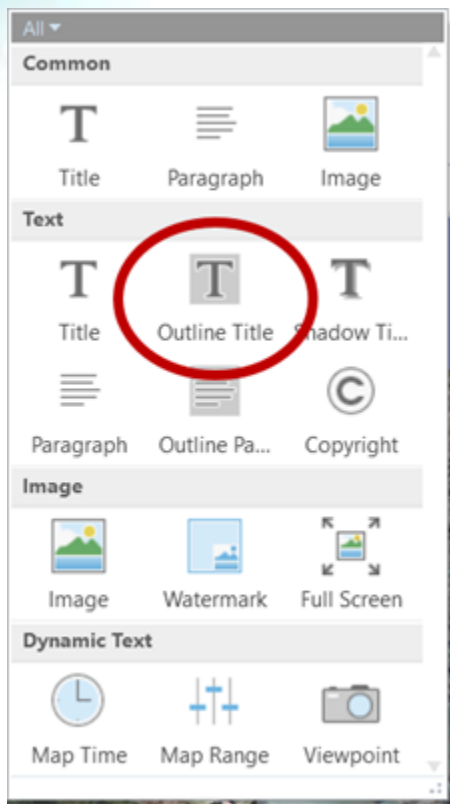 All
Common
Title Paragraph Image
Text
Title Outline Title Shadow Ti...
Paragraph Outline Pa... Copyright
Image
Image Watermark Full Screen
Dynamic Text
Map Time Map Range Viewpoint